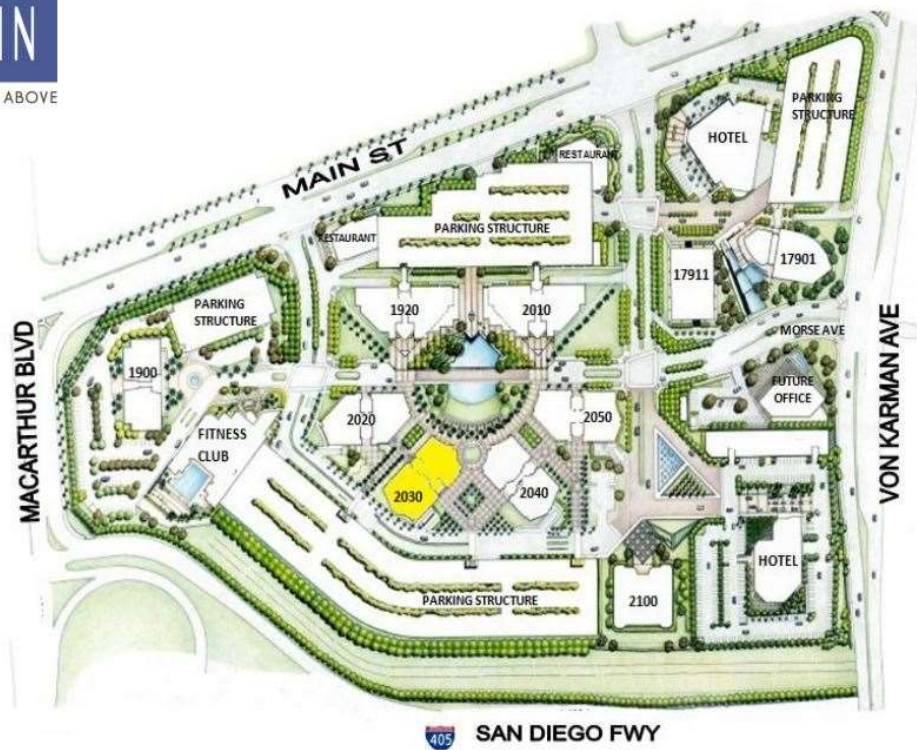 IN
ABOVE
MAIN ST
RESTAURANT
HOTEL
PARKING
STRUCTURE
RESTAURANT
PARKING STRUCTURE
17911
17901
PARKING
STRUCTURE
1920
2010
MORSE AVE
MACARTHUR BLVD
1900
FUTURE
OFFICE
VON KARMAN AVE
2020
2050
FITNESS
CLUB
2030
2040
HOTEL
PARKING STRUCTURE
2100
405
SAN DIEGO FWY